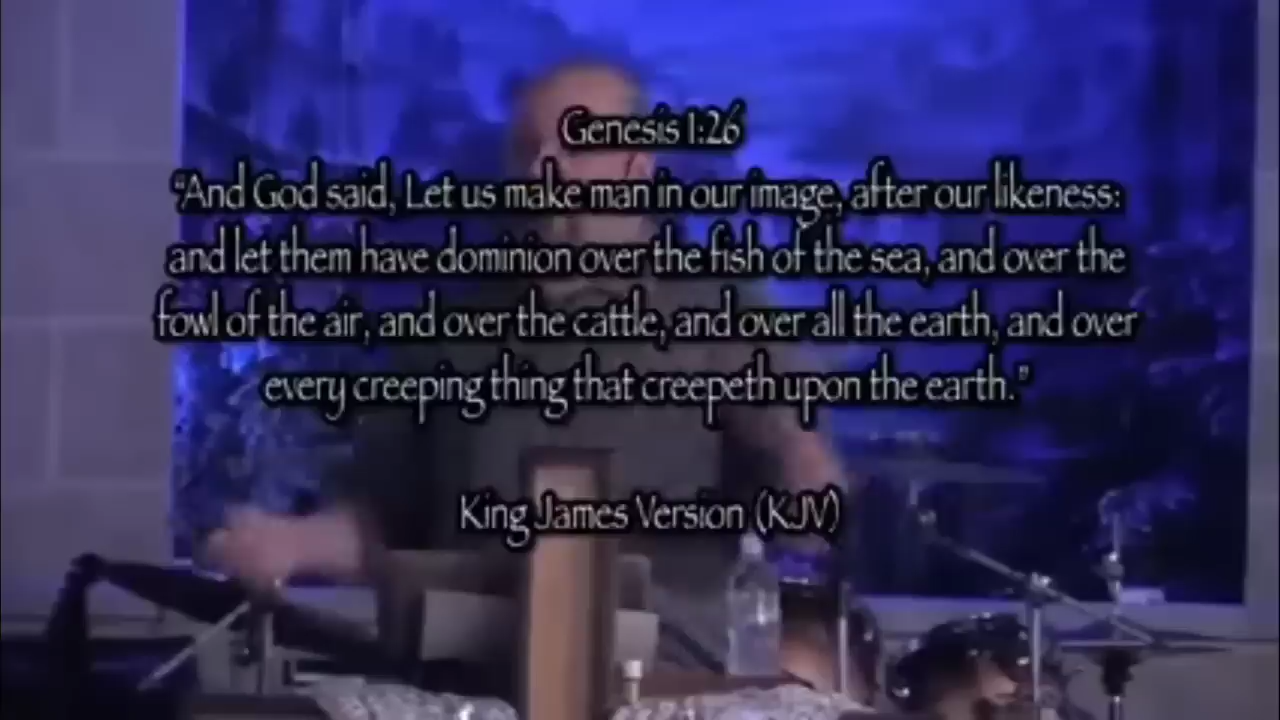 Genesis 1:26
"And God said, Let us make man in our image, after our likeness:
and let them have dominion over the fish of the sea, and over the
fowl of the air, and over the cattle, and over all the earth, and over
every creeping thing that creepeth upon the earth."
King James Version (KJV)